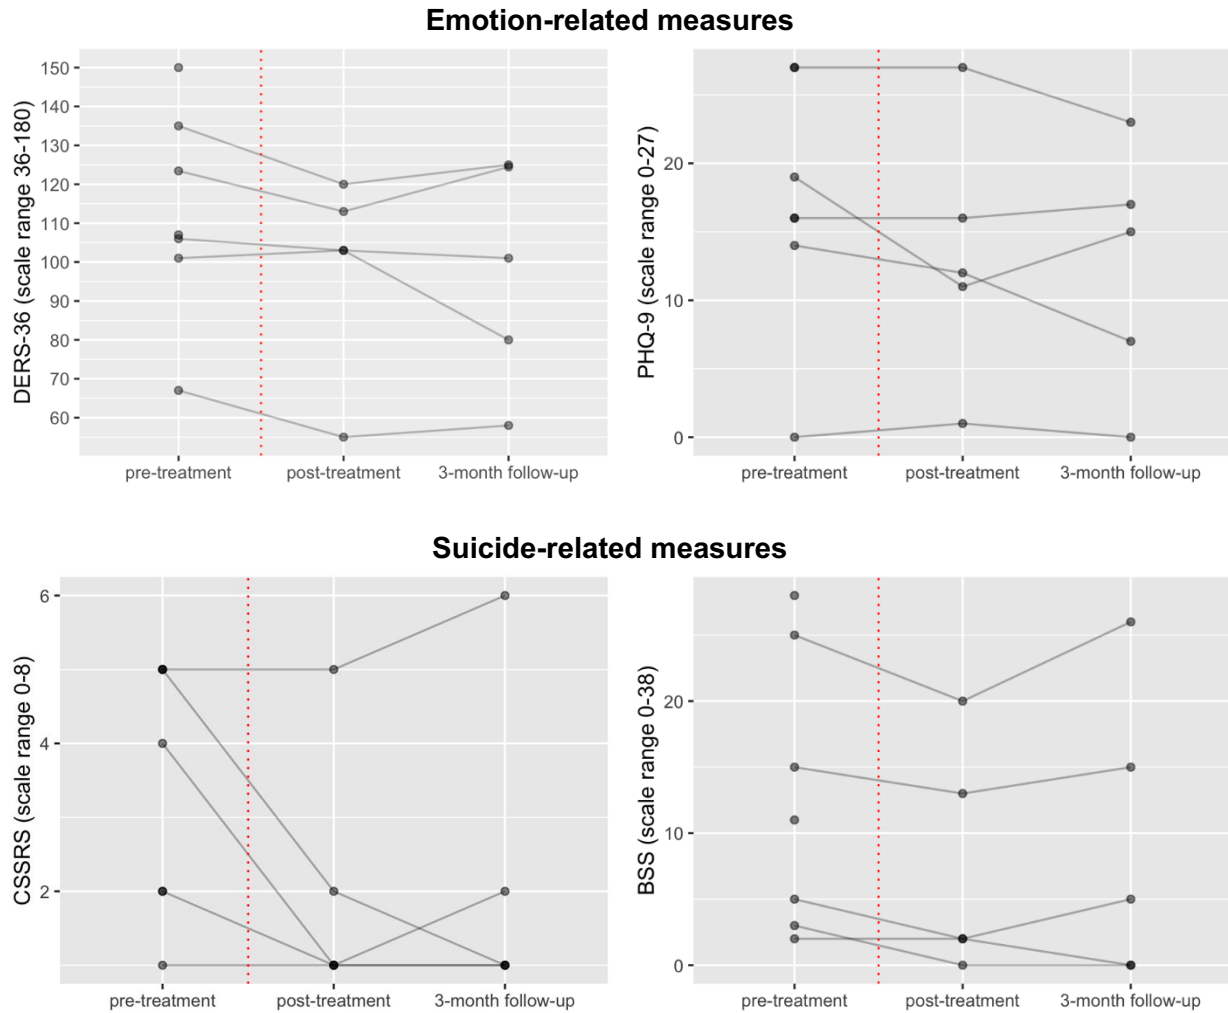 Emotion-related measures
DERS-36 (scale range 36-180)
150
140
130
120
110
100
90
80
70
60
pre-treatment post-treatment 3-month follow-up
PHQ-9 (scale range 0-27)
20
10
0
pre-treatment post-treatment 3-month follow-up
Suicide-related measures
CSSRS (scale range 0-8)
6
4
2
pre-treatment post-treatment 3-month follow-up
BSS (scale range 0-38)
20
10
0
pre-treatment post-treatment 3-month follow-up